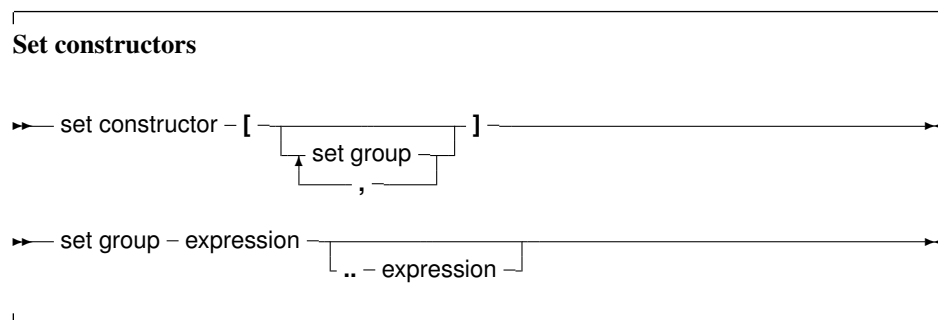 Set constructors
set constructor [ ]
set group
,
set group expression
.. expression